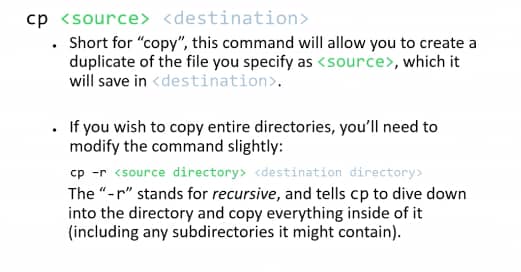 cp <source> <destination>
• Short for “copy”, this command will allow you to create a
duplicate of the file you specify as <source>, which it
will save in <destination>.
• If you wish to copy entire directories, you’ll need to
modify the command slightly:
cp –r <source directory> <destination directory>
The “-r” stands for recursive, and tells cp to dive down
into the directory and copy everything inside of it
(including any subdirectories it might contain).